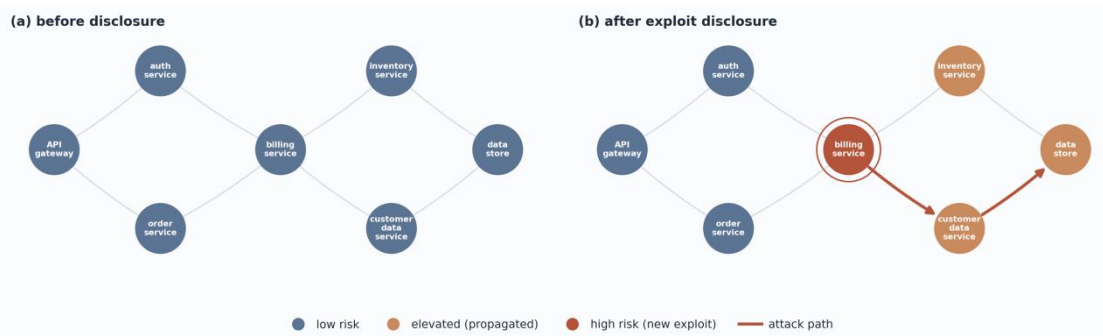 (a) before disclosure
auth
service
inventory
service
API
gateway
billing
service
data
store
order
service
customer
data
service
(b) after exploit disclosure
auth
service
inventory
service
API
gateway
billing
service
data
store
order
service
customer
data
service
low risk
elevated (propagated)
high risk (new exploit)
attack path